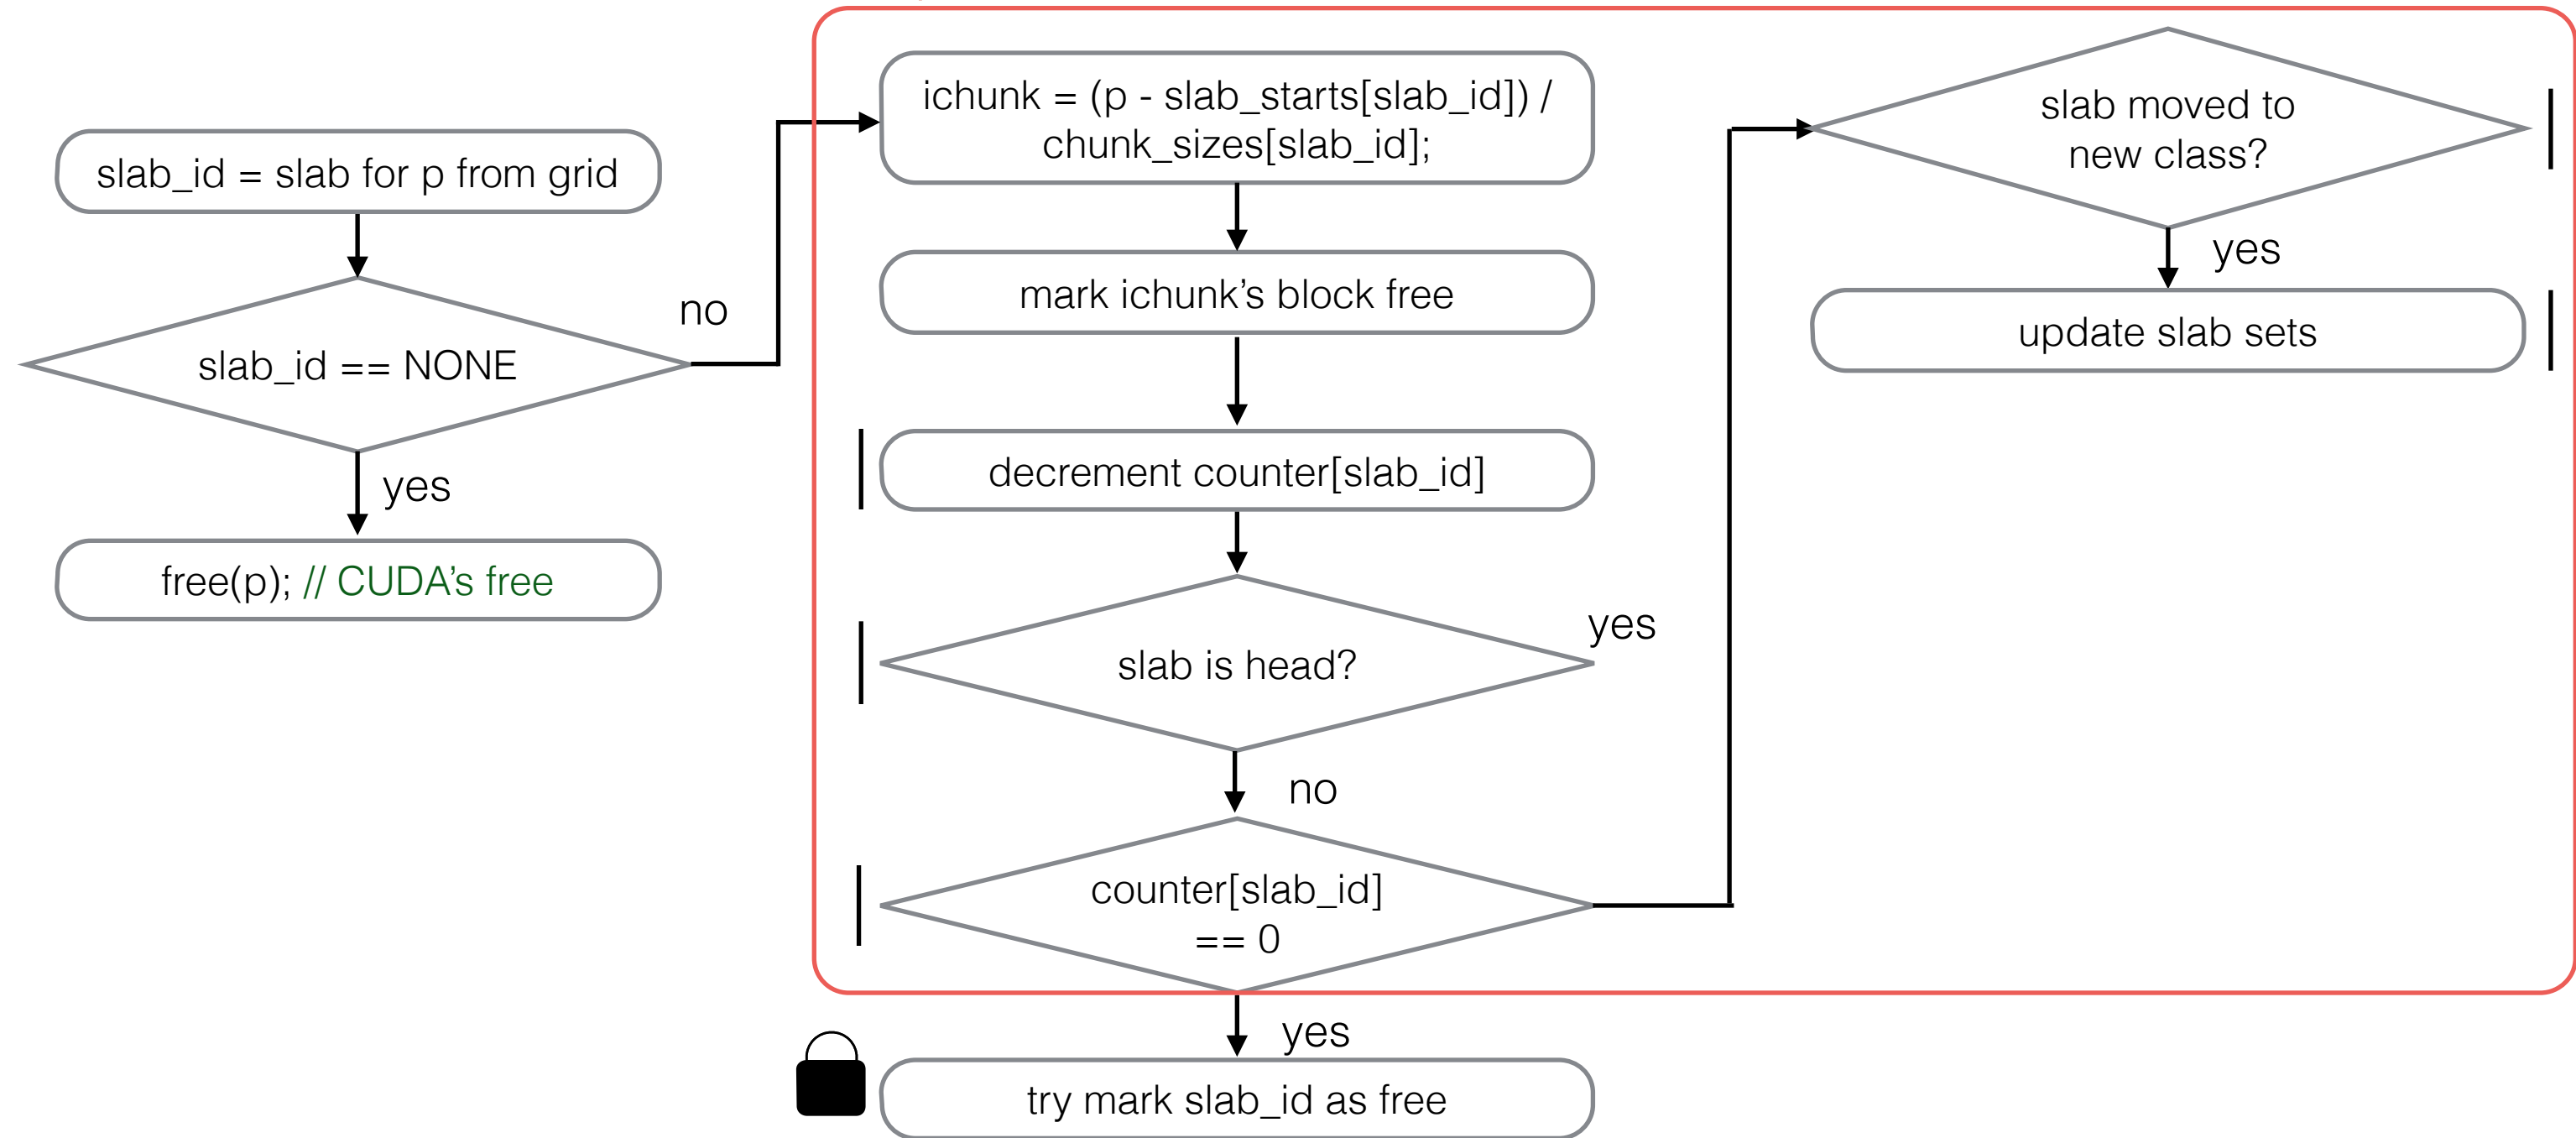 slab_id = slab for p from grid
slab_id == NONE
no
yes
free(p); // CUDA's free
ichunk = (p - slab_starts[slab_id]) /
chunk_sizes[slab_id];
mark ichunk's block free
decrement counter[slab_id]
slab is head?
yes
no
counter[slab_id]
== 0
yes
try mark slab_id as free
slab moved to
new class?
yes
update slab sets